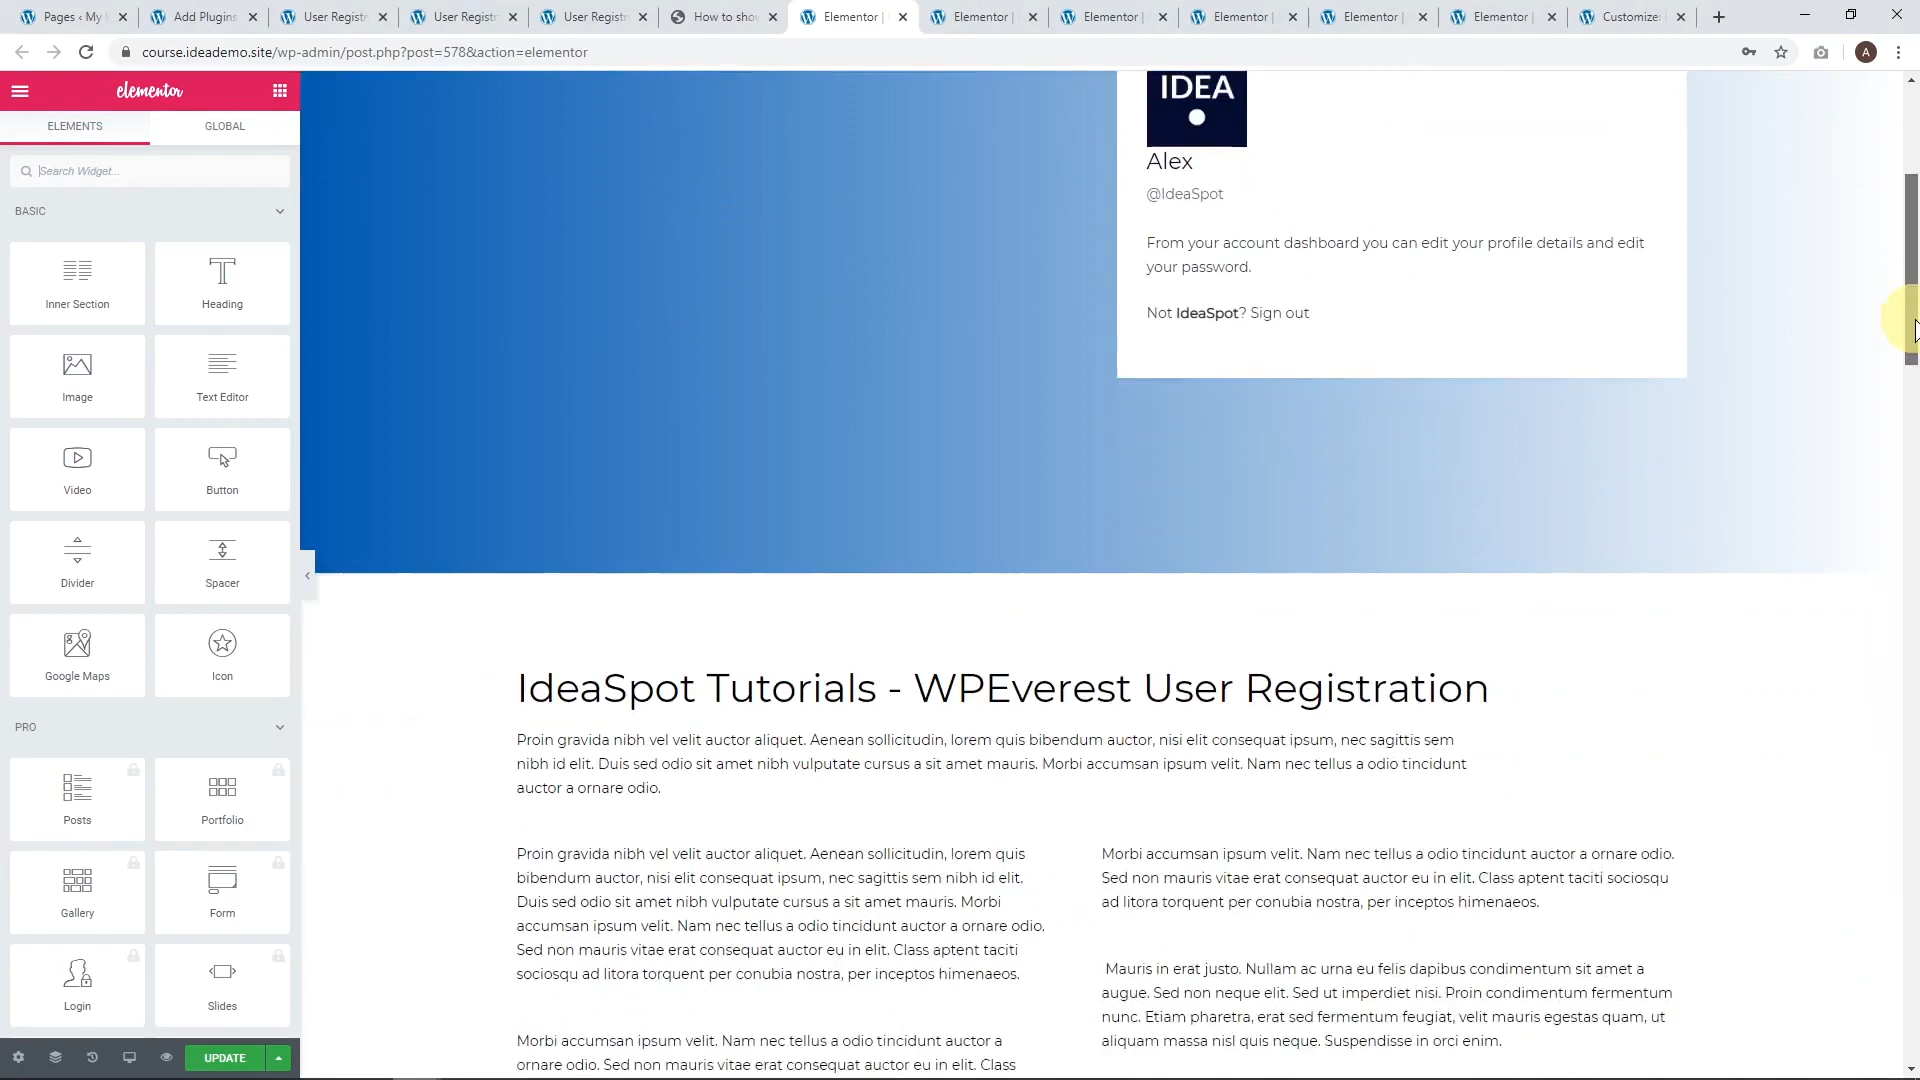 Pages ‹ My
Add Plugins
User Registr
User Registr
User Registr
How to sho
Elementor |
Elementor |
Elementor |
Elementor |
Elementor |
Elementor |
Customize:
course.ideademo.site/wp-admin/post.php?post=578&action=elementor
A
elementor
ELEMENTS
GLOBAL
Search Widget...
BASIC
Inner Section
Heading
Image
Text Editor
Video
Button
Divider
Spacer
Google Maps
Icon
PRO
Posts
Portfolio
Gallery
Form
Login
Slides
UPDATE
IDEA
Alex
@IdeaSpot
From your account dashboard you can edit your profile details and edit
your password.
Not IdeaSpot? Sign out
IdeaSpot Tutorials - WPEverest User Registration
Proin gravida nibh vel velit auctor aliquet. Aenean sollicitudin, lorem quis bibendum auctor, nisi elit consequat ipsum, nec sagittis sem
nibh id elit. Duis sed odio sit amet nibh vulputate cursus a sit amet mauris. Morbi accumsan ipsum velit. Nam nec tellus a odio tincidunt
auctor a ornare odio.
Proin gravida nibh vel velit auctor aliquet. Aenean sollicitudin, lorem quis
bibendum auctor, nisi elit consequat ipsum, nec sagittis sem nibh id elit.
Duis sed odio sit amet nibh vulputate cursus a sit amet mauris. Morbi
accumsan ipsum velit. Nam nec tellus a odio tincidunt auctor a ornare odio.
Sed non mauris vitae erat consequat auctor eu in elit. Class aptent taciti
sociosqu ad litora torquent per conubia nostra, per inceptos himenaeos.
Morbi accumsan ipsum velit. Nam nec tellus a odio tincidunt auctor a
ornare odio. Sed non mauris vitae erat consequat auctor eu in elit. Class
Morbi accumsan ipsum velit. Nam nec tellus a odio tincidunt auctor a ornare odio.
Sed non mauris vitae erat consequat auctor eu in elit. Class aptent taciti sociosqu
ad litora torquent per conubia nostra, per inceptos himenaeos.
Mauris in erat justo. Nullam ac urna eu felis dapibus condimentum sit amet a
augue. Sed non neque elit. Sed ut imperdiet nisi. Proin condimentum fermentum
nunc. Etiam pharetra, erat sed fermentum feugiat, velit mauris egestas quam, ut
aliquam massa nisl quis neque. Suspendisse in orci enim.